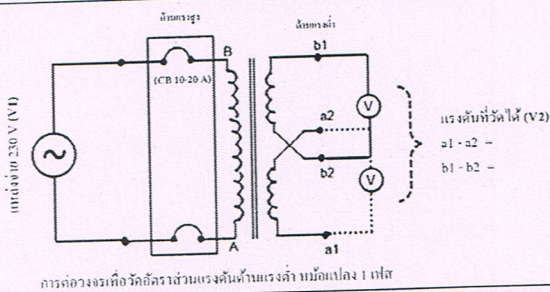 ด้านแรงสูง
ด้านแรงต่ำ
B
b1
(CB 10-20 A)
V
a2
แหล่งจ่าย 230 V (V1)
แรงดันที่วัดได้ (V2)
a1 - a2 =
b1 - b2 =
b2
V
A
a1
การต่อวงจรเพื่อวัดอัตราส่วนแรงดันด้านแรงต่ำ หม้อแปลง 1 เฟส